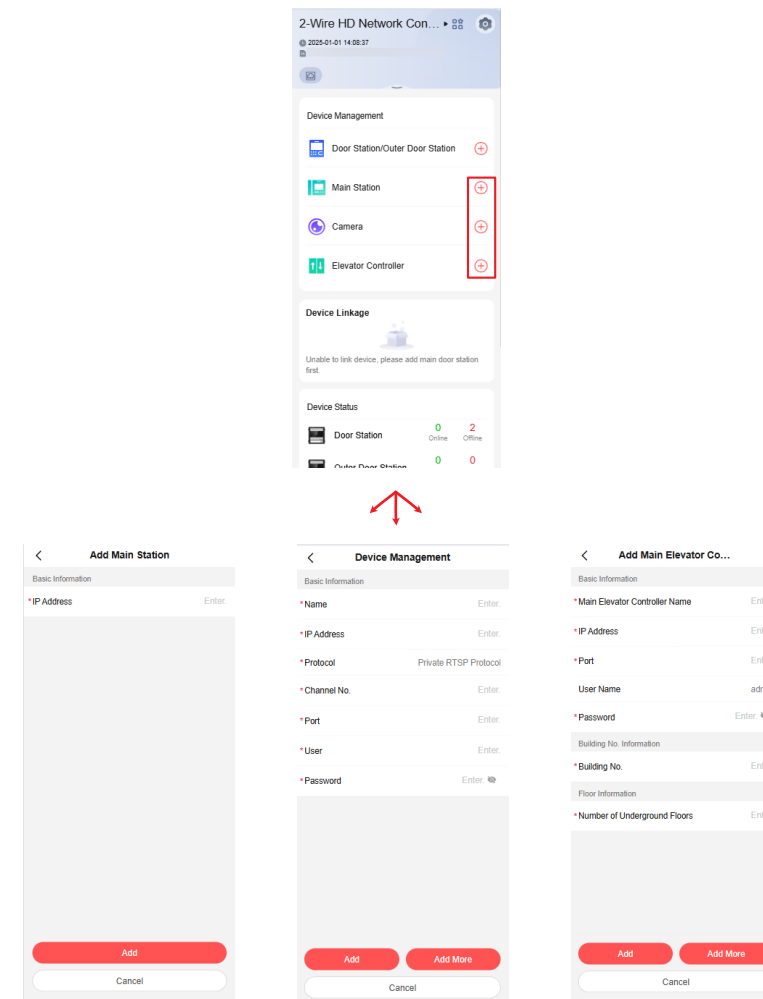 2-Wire HD Network Con…
2025-01-01 14:08:37
Device Management
Door Station/Outer Door Station
Main Station
Camera
Elevator Controller
Device Linkage
Unable to link device, please add main door station
first.
Device Status
Door Station
0
2
Online
Offline
Outer Door Station
0
0
Add Main Station
Basic Information
*IP Address
Enter.
Add
Cancel
Device Management
Basic Information
*Name
Enter.
*IP Address
Enter.
*Protocol
Private RTSP Protocol
*Channel No.
Enter.
*Port
Enter.
*User
Enter.
*Password
Enter.
Add
Add More
Cancel
Add Main Elevator Co...
Basic Information
*Main Elevator Controller Name
*IP Address
*Port
User Name
*Password
Enter.
Building No. Information
*Building No.
Floor Information
*Number of Underground Floors
Add
Add More
Cancel